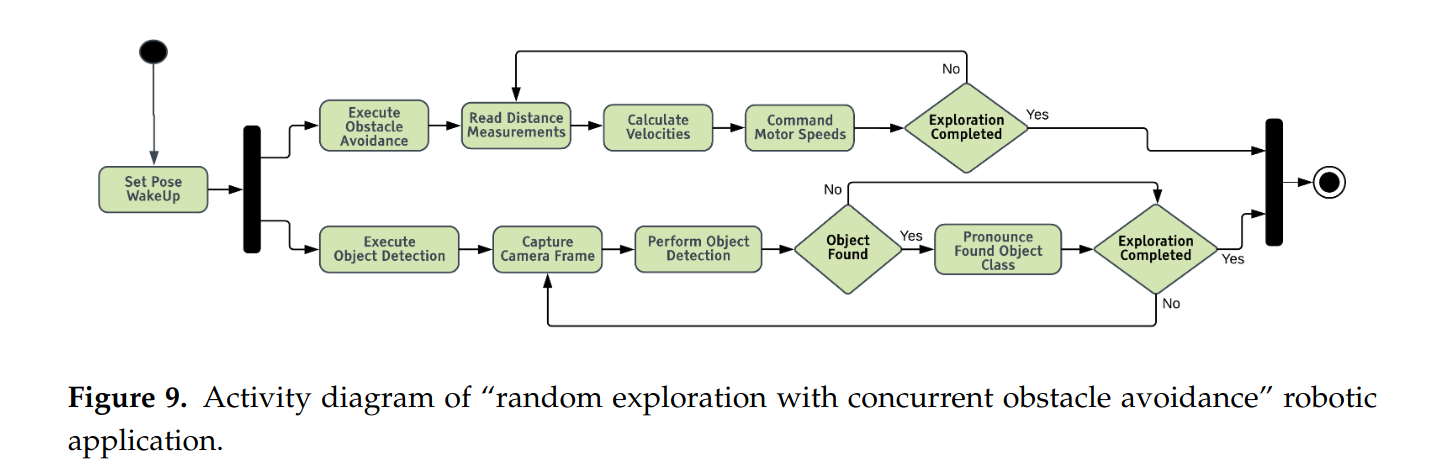 No
Execute
Obstacle
Avoidance
Read Distance
Measurements
Calculate
Velocities
Command
Motor Speeds
Exploration
Completed
Yes
Set Pose
WakeUp
No
Execute
Object Detection
Capture
Camera Frame
Perform Object
Detection
Object
Found
Yes
Pronounce
Found Object
Class
Exploration
Completed
Yes
No
Figure 9. Activity diagram of “random exploration with concurrent obstacle avoidance” robotic
application.